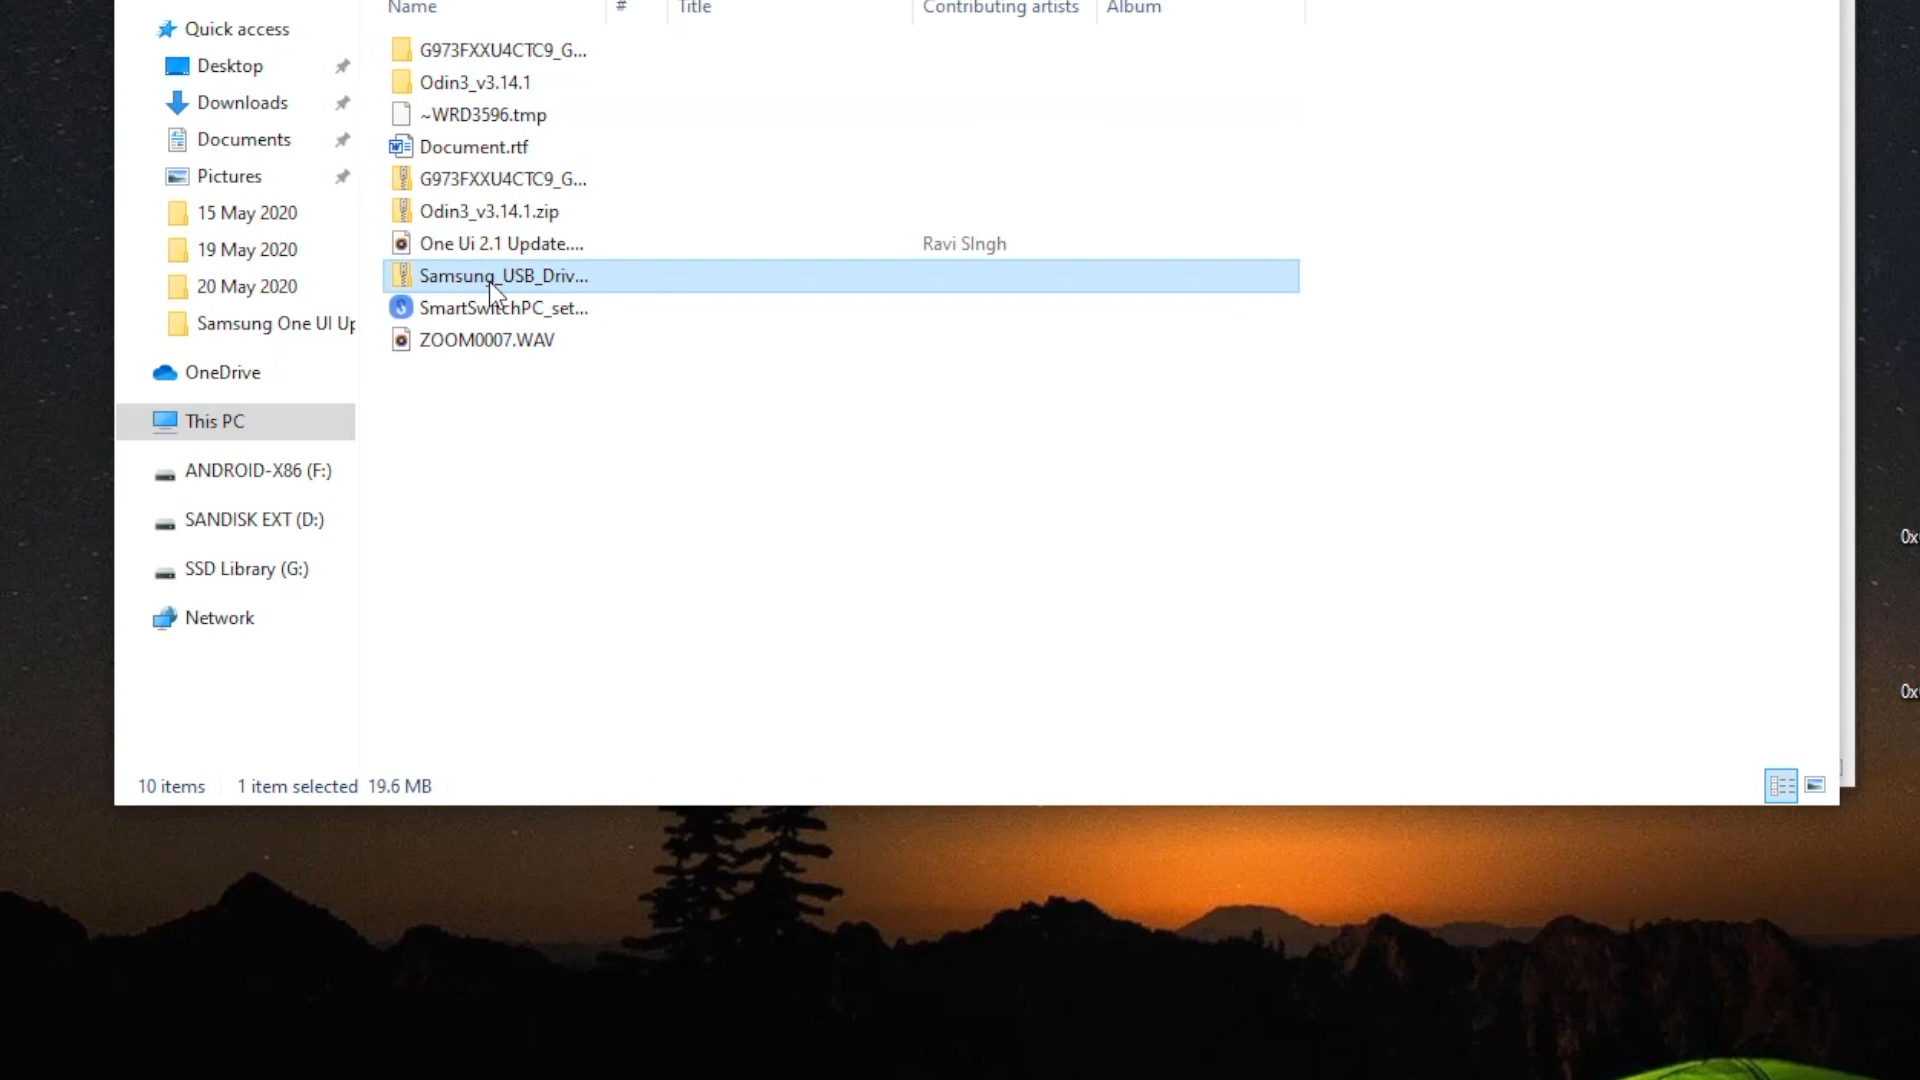 Name # Title Contributing artists Album
Quick access
Desktop
Downloads
Documents
Pictures
15 May 2020
19 May 2020
20 May 2020
Samsung One UI Up
OneDrive
This PC
ANDROID-X86 (F:)
SANDISK EXT (D:)
SSD Library (G:)
Network
G973FXXU4CTC9_G...
Odin3_v3.14.1
~WRD3596.tmp
Document.rtf
G973FXXU4CTC9_G...
Odin3_v3.14.1.zip
One Ui 2.1 Update.... Ravi SIngh
Samsung_USB_Driv...
SmartSwitchPC_set...
ZOOM0007.WAV
10 items 1 item selected 19.6 MB
0x
0x